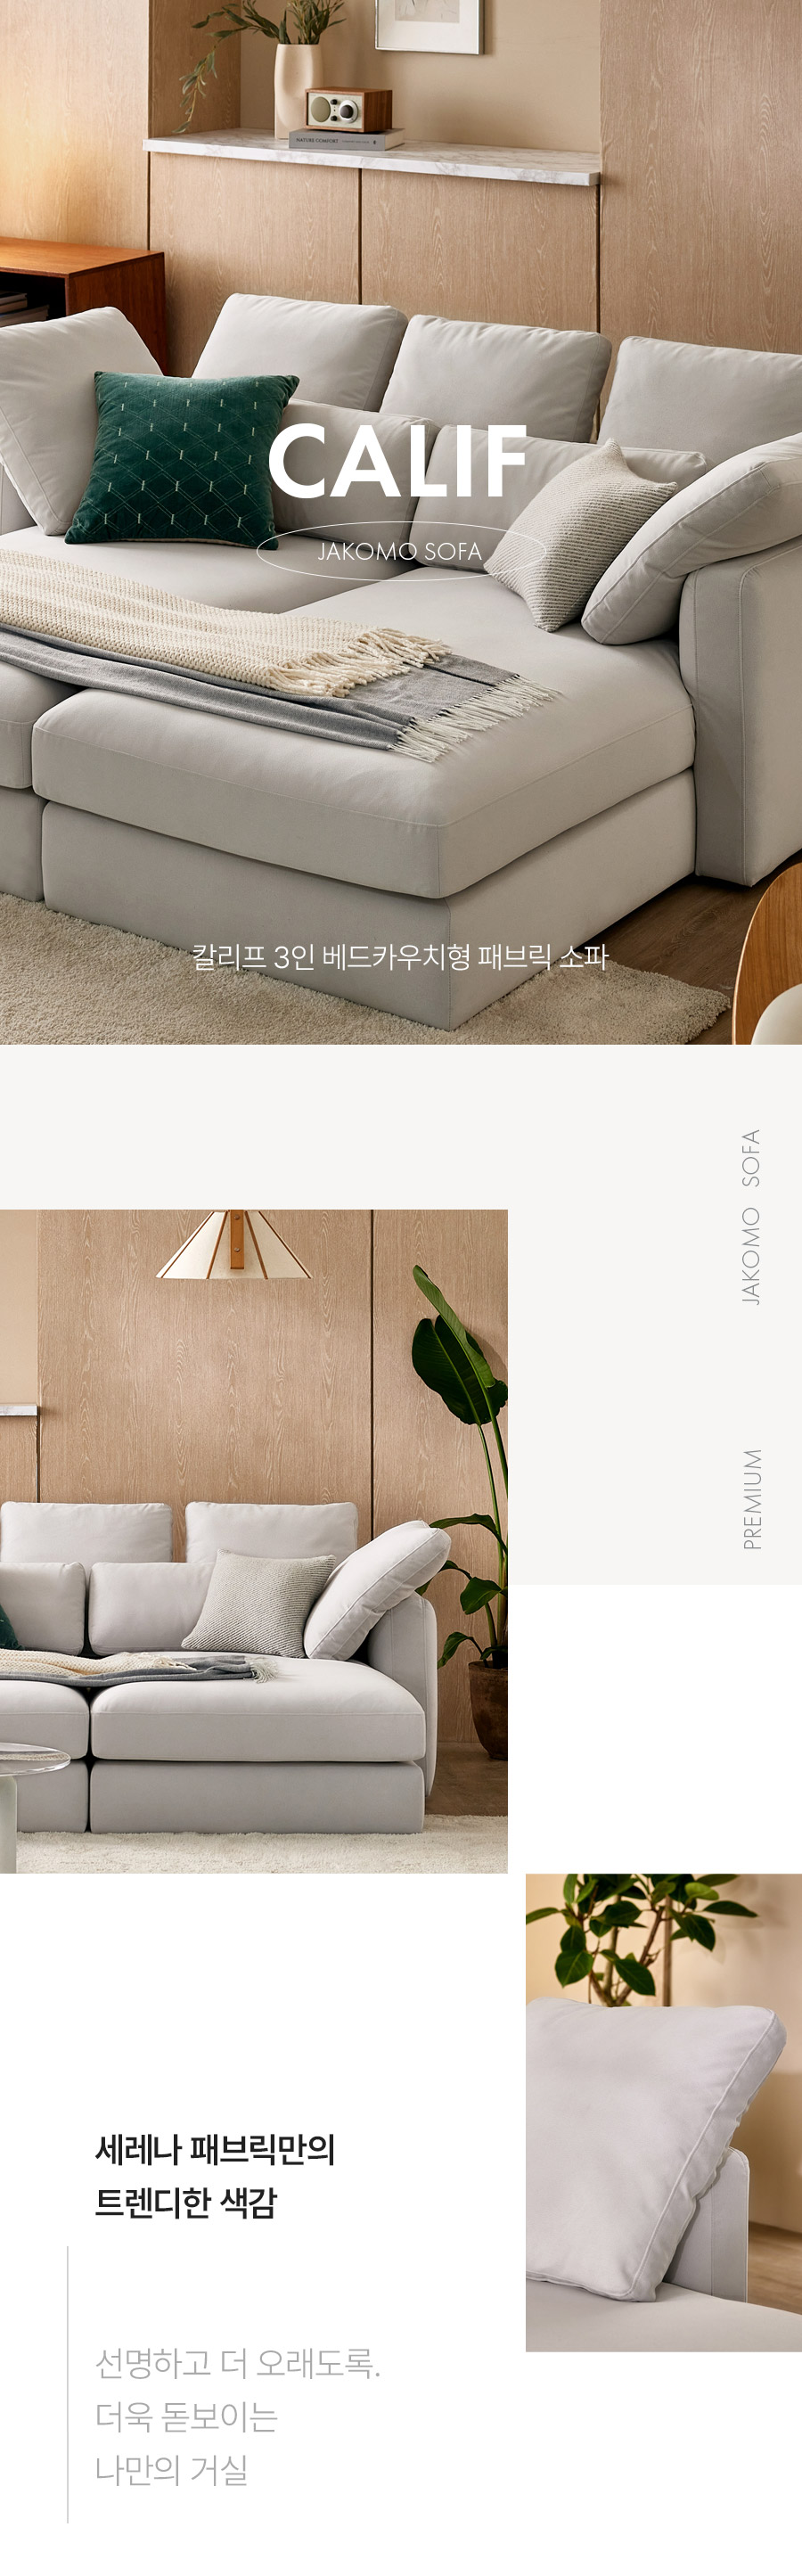 NATURE COMFORT
CALIF
JAKOMO SOFA
칼리프 3인 베드카우치형 패브릭 소파
JAKOMO SOFA
PREMIUM
세레나 패브릭만의
트렌디한 색감
선명하고 더 오래도록.
더욱 돋보이는
나만의 거실